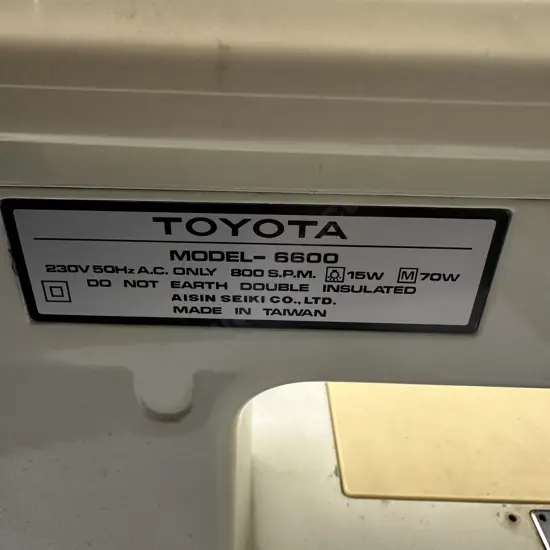 TOYOTA
MODEL- 6600
230V 50Hz A.C. ONLY 800 S.P.M. 15W M 70W
DO NOT EARTH DOUBLE INSULATED
AISIN SEIKI CO., LTD.
MADE IN TAIWAN